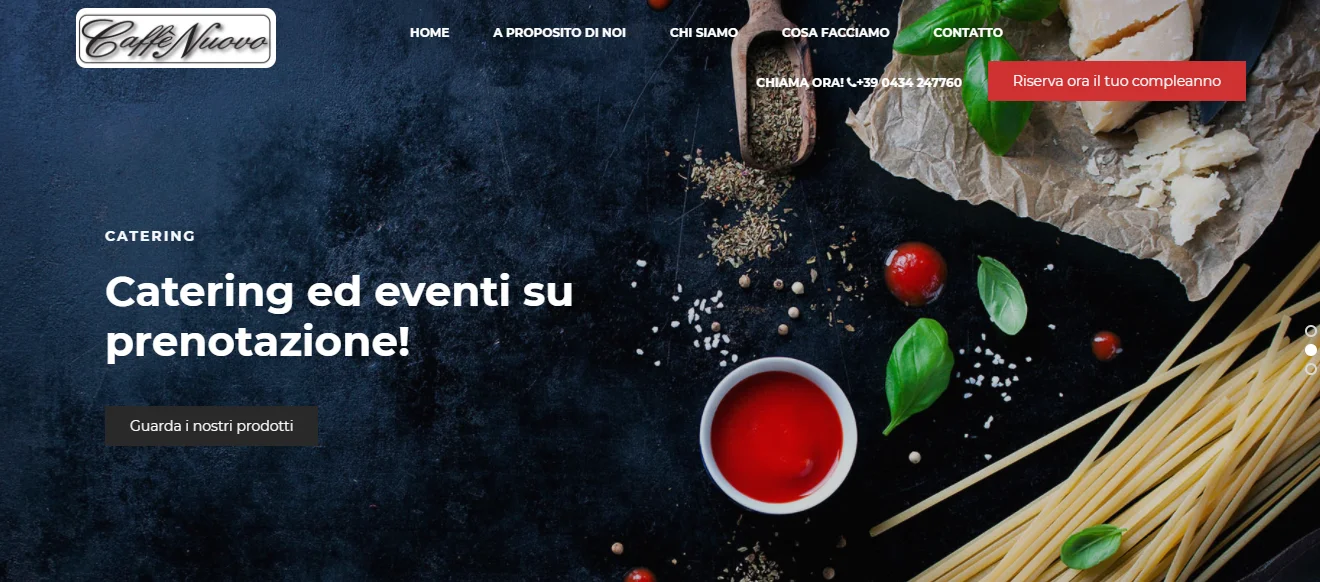 Caffè Nuovo
HOME A PROPOSITO DI NOI CHI SIAMO COSA FACCIAMO CONTATTO
CHIAMA ORA! +39 0434 247760 Riserva ora il tuo compleanno
CATERING
Catering ed eventi su
prenotazione!
Guarda i nostri prodotti